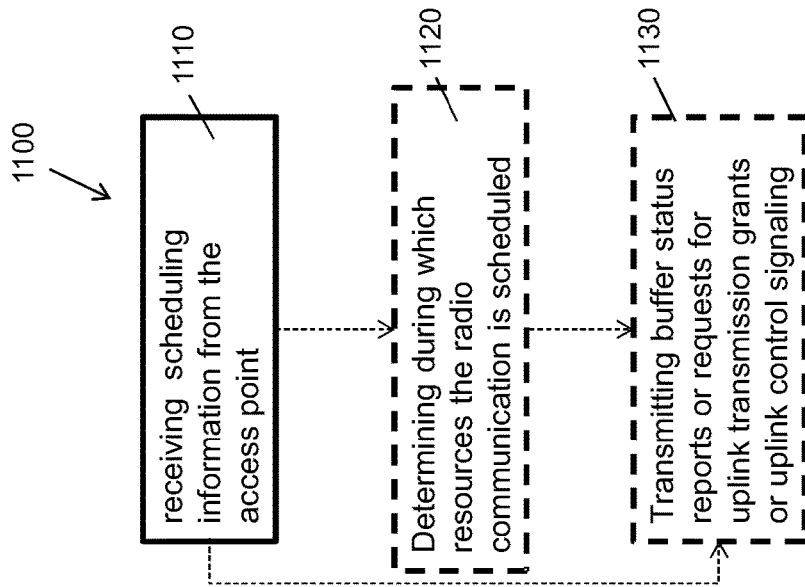 1100
receiving scheduling
information from the
access point
1110
Determining during which
resources the radio
communication is scheduled
1120
Transmitting buffer status
reports or requests for
uplink transmission grants
or uplink control signaling
1130